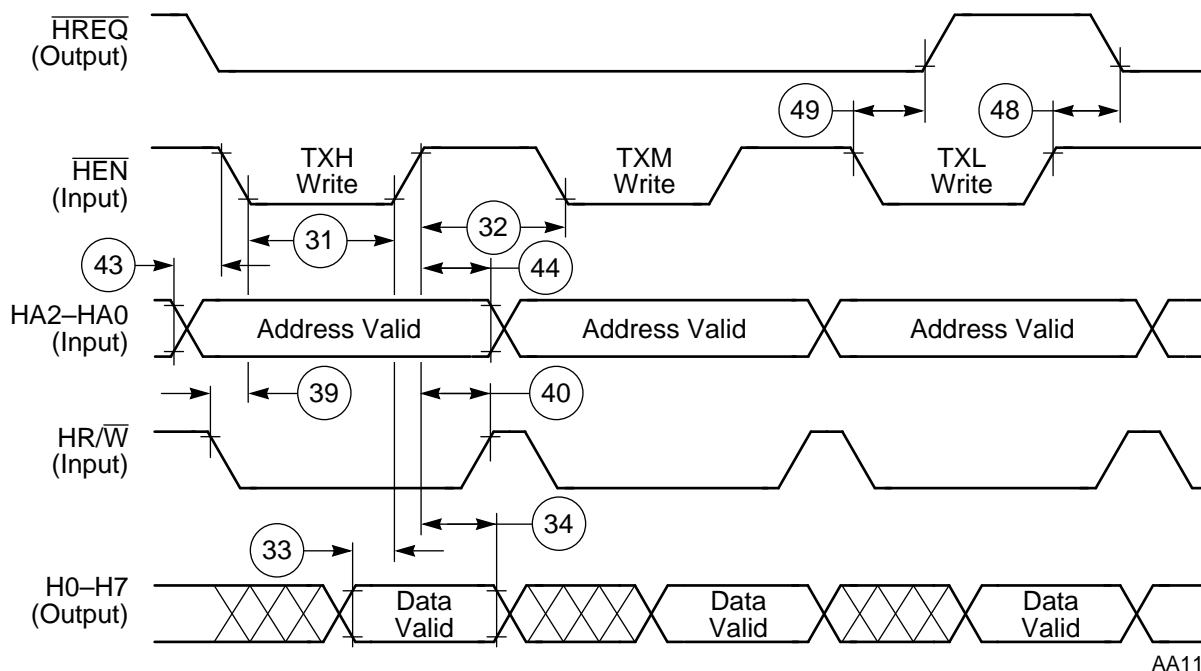 H̅R̅E̅Q̅
(Output)
49
48
H̅E̅N̅
(Input)
TXH
Write
TXM
Write
TXL
Write
31
32
43
44
HA2–HA0
(Input)
Address Valid
Address Valid
Address Valid
39
40
HR/W̅
(Input)
34
33
H0–H7
(Output)
Data
Valid
Data
Valid
Data
Valid
AA11